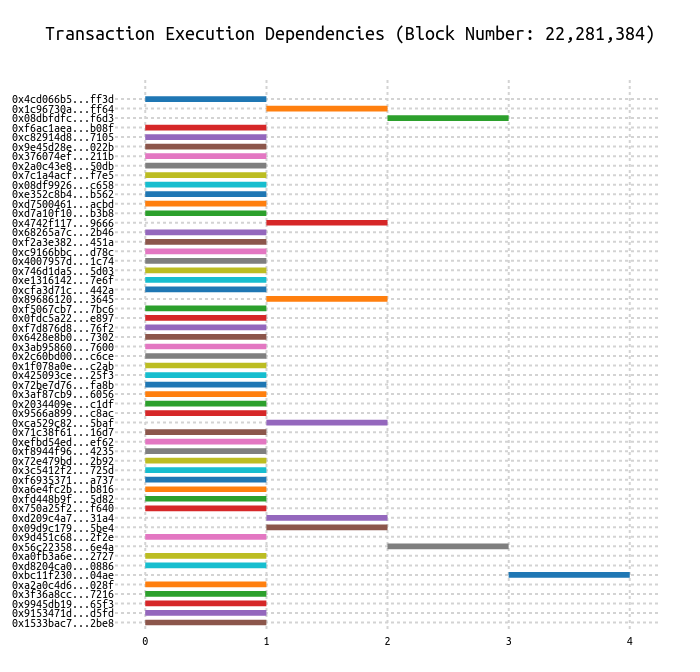 Transaction Execution Dependencies (Block Number: 22,281,384)
0x4cd066b5...ff3d
0x1c96730a...ff64
0x08dbfdfc...f6d3
0xf6ac1aea...b08f
0xc82914d8...7105
0x9e45d28e...022b
0x376074ef...211b
0x2a0c43e8...50db
0x7c1a4acf...f7e5
0x08df9926...c658
0xe352c8b4...b562
0xd7500461...acbd
0xd7a10f10...b3b8
0x4742f117...9666
0x68265a7c...2b46
0xf2a3e382...451a
0xc9166bbc...d78c
0x4007957d...1c74
0x746d1da5...5d03
0xe1316142...7e6f
0xcfa3d71c...442a
0x89686120...3645
0xf5067cb7...7bc6
0x0fdc5a22...e897
0xf7d876d8...76f2
0x6428e8b0...7302
0x3ab95860...7600
0x2c60bd00...c6ce
0x1f078a0e...c2ab
0x425093ce...25f3
0x72be7d76...fa8b
0x3af87cb9...6056
0x2034409e...c1df
0x9566a899...c8ac
0xca529c82...5baf
0x71c38f61...16d7
0xefbd54ed...ef62
0xf8944f96...4235
0x72e479bd...2b92
0x3c5412f2...725d
0xf6935371...a737
0xa6e4fc2b...b816
0xfd448b9f...5d82
0x750a25f2...f640
0xd209c4a7...31a4
0x09d9c179...5be4
0x9d451c68...2f2e
0x56c22358...6e4a
0xa0fb3a6e...2727
0xd8204ca0...0886
0xbc11f230...04ae
0xa2a0c4d6...028f
0x3f36a8cc...7216
0x9945db19...65f3
0x9153471d...d5fd
0x1533bac7...2be8
0 1 2 3 4